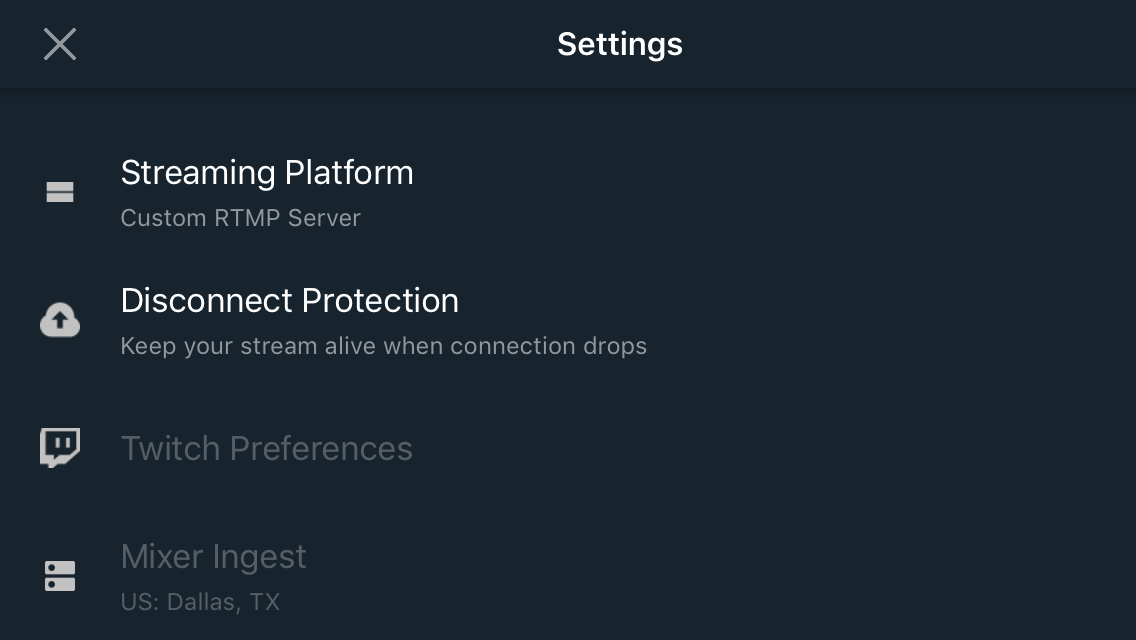 Settings
Streaming Platform
Custom RTMP Server
Disconnect Protection
Keep your stream alive when connection drops
Twitch Preferences
Mixer Ingest
US: Dallas, TX